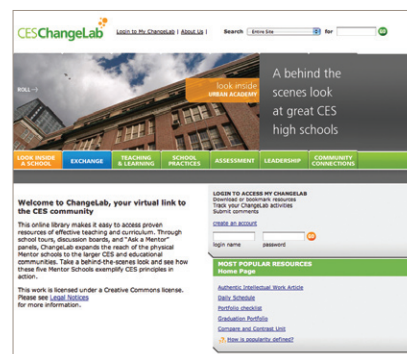 CESChangeLab
Login to My ChangeLab | About Us |
Search Entire Site for GO
ROLL -->
look inside
URBAN ACADEMY
A behind the
scenes look
at great CES
high schools
LOOK INSIDE
A SCHOOL
EXCHANGE
TEACHING
& LEARNING
SCHOOL
PRACTICES
ASSESSMENT
LEADERSHIP
COMMUNITY
CONNECTIONS
Welcome to ChangeLab, your virtual link
to the CES community
This online library makes it easy to access proven
resources of effective teaching and curriculum. Through
school tours, discussion boards, and "Ask a Mentor"
panels, ChangeLab expands the reach of the physical
Mentor schools to the larger CES and educational
communities. Take a behind-the-scenes look and see how
these five Mentor Schools exemplify CES principles in
action.
This work is licensed under a Creative Commons license.
Please see Legal Notices
for more information.
LOGIN TO ACCESS MY CHANGELAB
Download or bookmark resources
Track your ChangeLab activities
Submit comments
create an account
GO
login name password
MOST POPULAR RESOURCES
Home Page
Authentic Intellectual Work Article
Daily Schedule
Portfolio checklist
Graduation Portfolio
Compare and Contrast Unit
How is popularity defined?